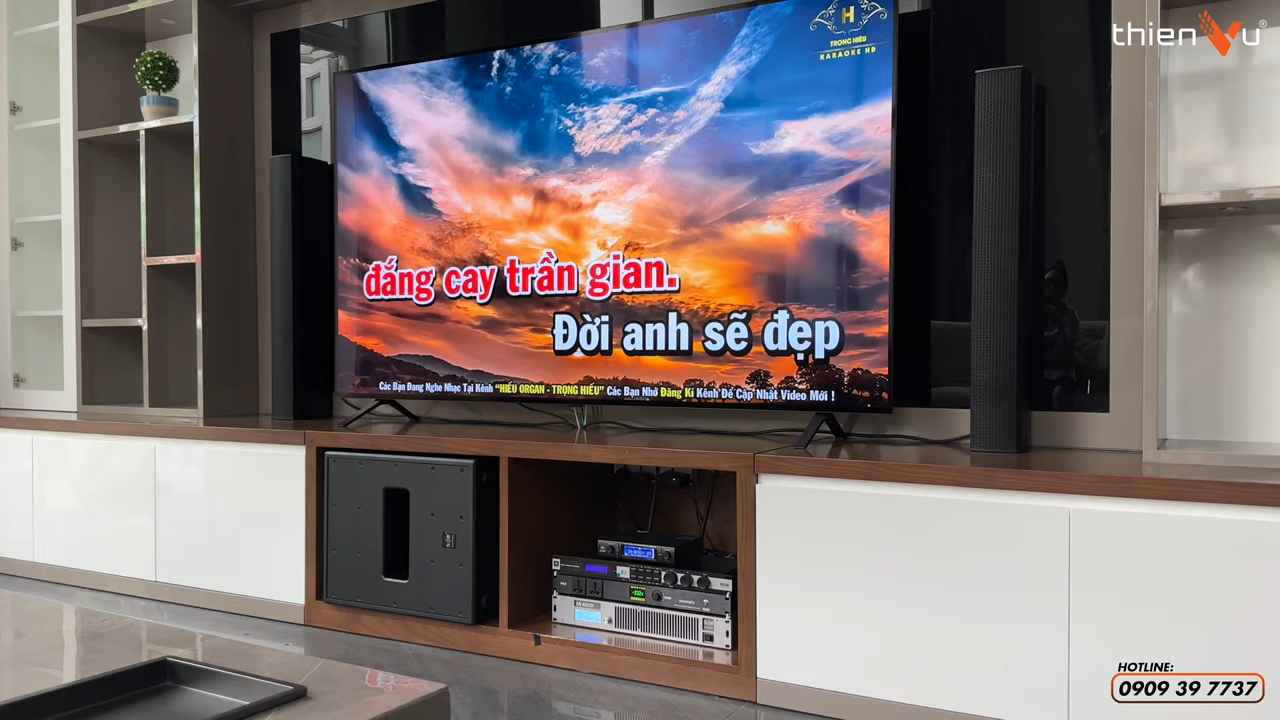 thien Vu®
H
TRỌNG HIẾU
KARAOKE HD
đắng cay trần gian.
Đời anh sẽ đẹp
Các Bạn Đang Nghe Nhạc Tại Kênh "HIẾU ORGAN - TRỌNG HIẾU" Các Bạn Nhớ Đăng Kí Kênh Để Cập Nhật Video Mới !
HOTLINE:
0909 39 7737